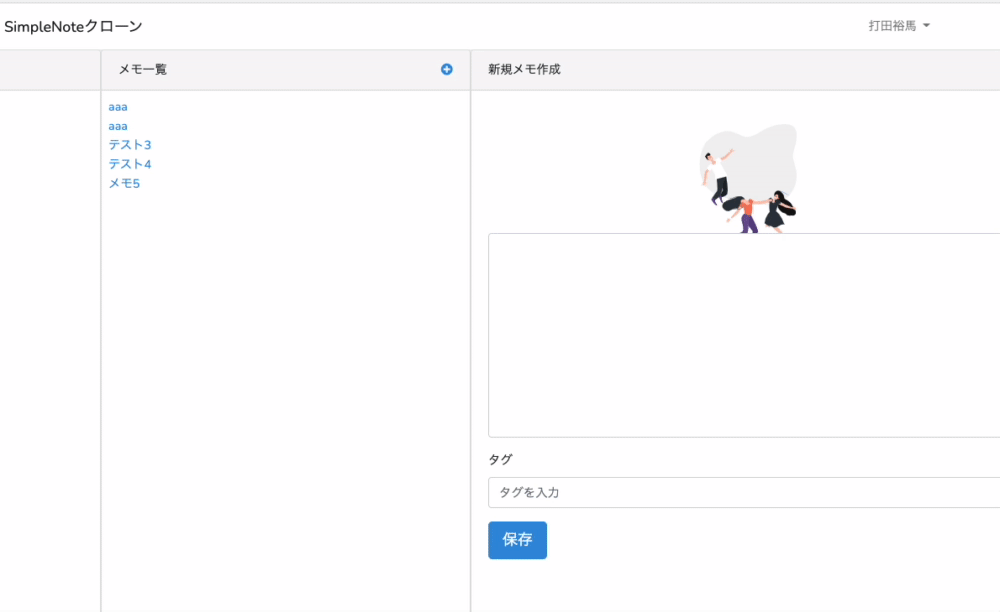 SimpleNoteクローン
打田裕馬
メモ一覧
新規メモ作成
aaa
aaa
テスト3
テスト4
メモ5
タグ
タグを入力
保存